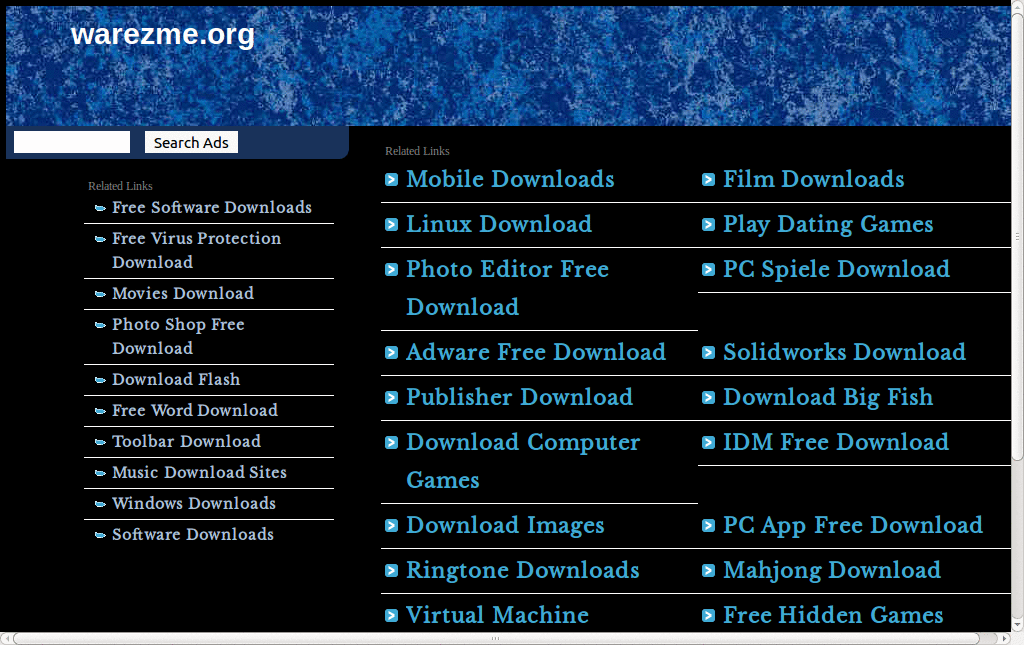 warezme.org
Search Ads
Related Links
Free Software Downloads
Free Virus Protection
Download
Movies Download
Photo Shop Free
Download
Download Flash
Free Word Download
Toolbar Download
Music Download Sites
Windows Downloads
Software Downloads
Related Links
Mobile Downloads
Film Downloads
Linux Download
Play Dating Games
Photo Editor Free
Download
PC Spiele Download
Adware Free Download
Solidworks Download
Publisher Download
Download Big Fish
Download Computer
Games
IDM Free Download
Download Images
PC App Free Download
Ringtone Downloads
Mahjong Download
Virtual Machine
Free Hidden Games